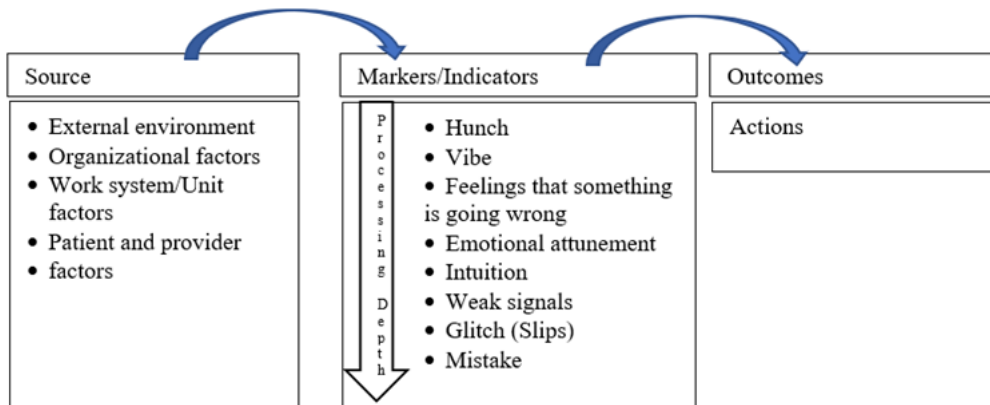 Source
• External environment
• Organizational factors
• Work system/Unit
factors
• Patient and provider
• factors
Markers/Indicators
Processing Depth
• Hunch
• Vibe
• Feelings that something
is going wrong
• Emotional attunement
• Intuition
• Weak signals
• Glitch (Slips)
• Mistake
Outcomes
Actions